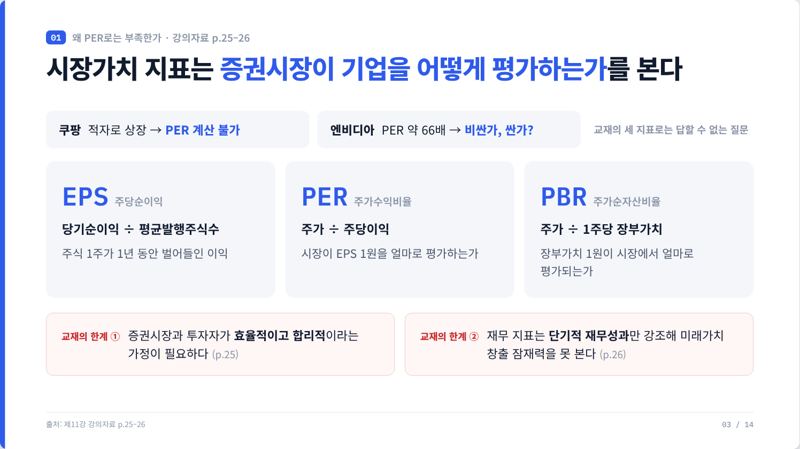 01 왜 PER로는 부족한가 · 강의자료 p.25–26
시장가치 지표는 증권시장이 기업을 어떻게 평가하는가를 본다
쿠팡 적자로 상장 → PER 계산 불가
엔비디아 PER 약 66배 → 비싼가, 싼가?
교재의 세 지표로는 답할 수 없는 질문
EPS 주당순이익
당기순이익 ÷ 평균발행주식수
주식 1주가 1년 동안 벌어들인 이익
PER 주가수익비율
주가 ÷ 주당이익
시장이 EPS 1원을 얼마로 평가하는가
PBR 주가순자산비율
주가 ÷ 1주당 장부가치
장부가치 1원이 시장에서 얼마로
평가되는가
교재의 한계 ① 증권시장과 투자자가 효율적이고 합리적이라는
가정이 필요하다 (p.25)
교재의 한계 ② 재무 지표는 단기적 재무성과만 강조해 미래가치
창출 잠재력을 못 본다 (p.26)
출처: 제11강 강의자료 p.25–26
03 / 14